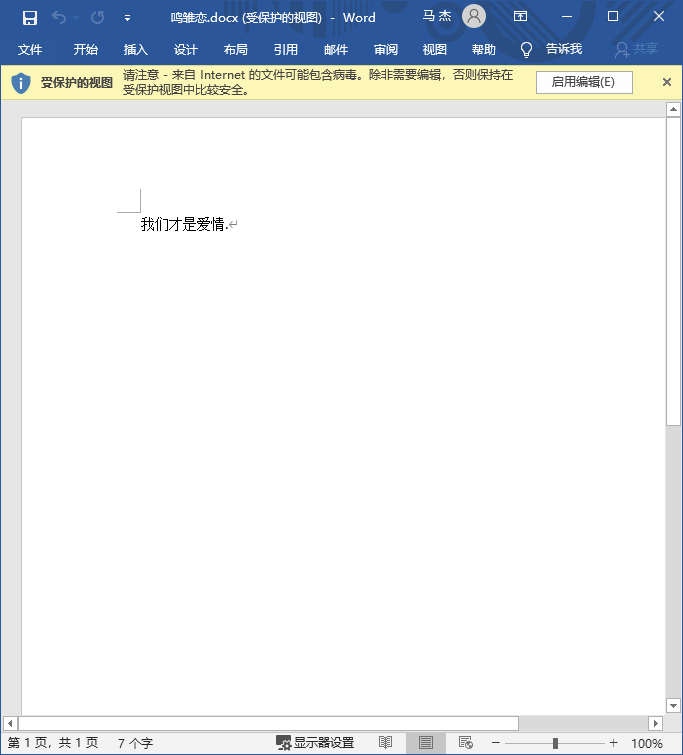 鸣雏恋.docx (受保护的视图) - Word 马 杰
文件 开始 插入 设计 布局 引用 邮件 审阅 视图 帮助 告诉我 共享
受保护的视图 请注意 - 来自 Internet 的文件可能包含病毒。除非需要编辑，否则保持在
受保护视图中比较安全。
启用编辑(E)
我们才是爱情.
第 1 页，共 1 页 7 个字 显示器设置 100%